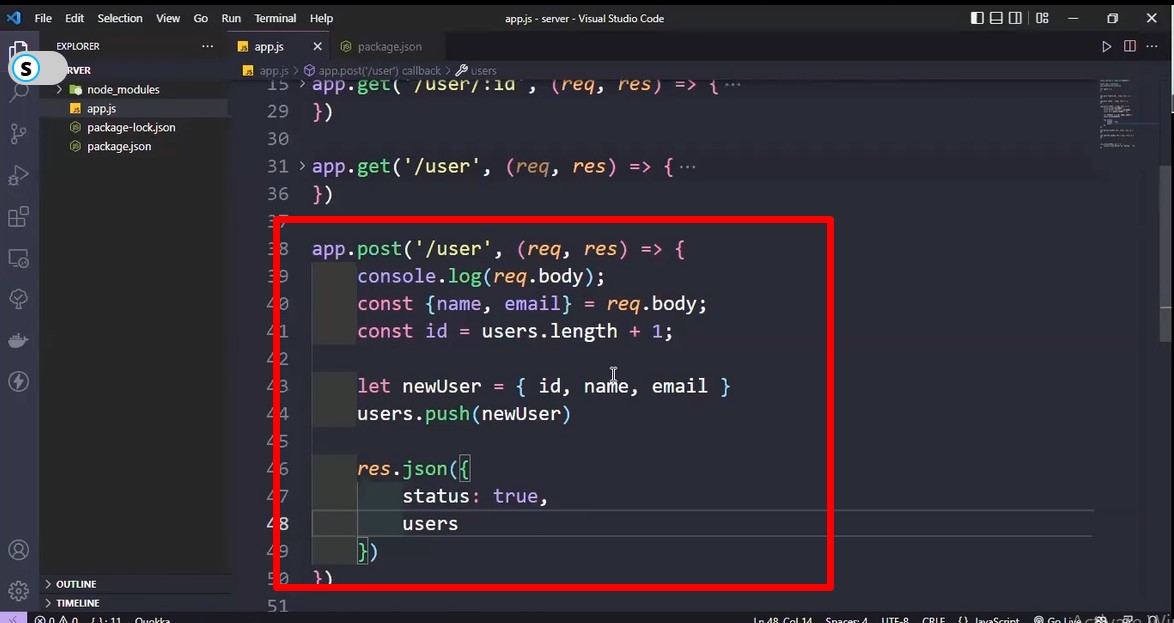 File Edit Selection View Go Run Terminal Help
app.js - server - Visual Studio Code
EXPLORER
S
RVER
node_modules
app.js
package-lock.json
package.json
OUTLINE
TIMELINE
app.js
package.json
app.js > app.post('/user') callback > users
15 app.get('/user/:id', (req, res) => { ...
29 })
30
31 app.get('/user', (req, res) => { ...
36 })
37
38 app.post('/user', (req, res) => {
39 console.log(req.body);
40 const {name, email} = req.body;
41 const id = users.length + 1;
42
43 let newUser = { id, name, email }
44 users.push(newUser)
45
46 res.json({
47 status: true,
48 users
49 })
50 })
51
0 0 {..}: 11 Quokka
Ln 48, Col 14 Spaces: 4 UTF-8 CRLF {} JavaScript Go Live